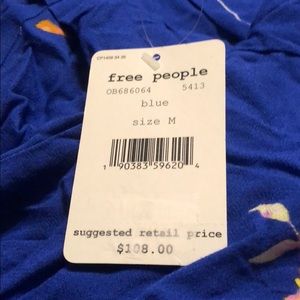 free people
OB686064 5413
blue
size M
1 90383 59620 4
suggested retail price
$108.00